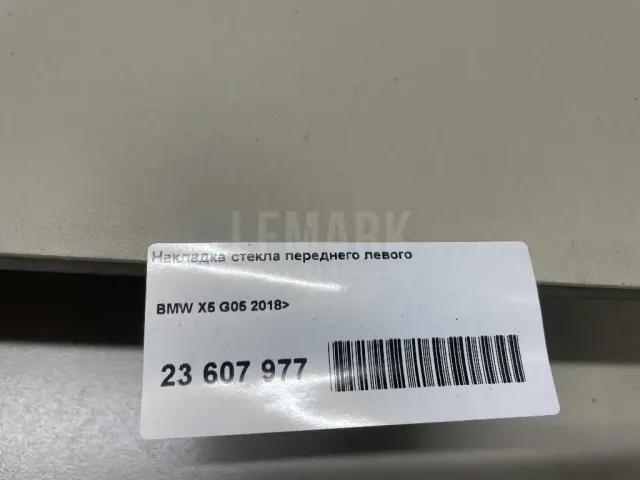 LEMARK
Накладка стекла переднего левого
BMW X5 G05 2018>
23 607 977